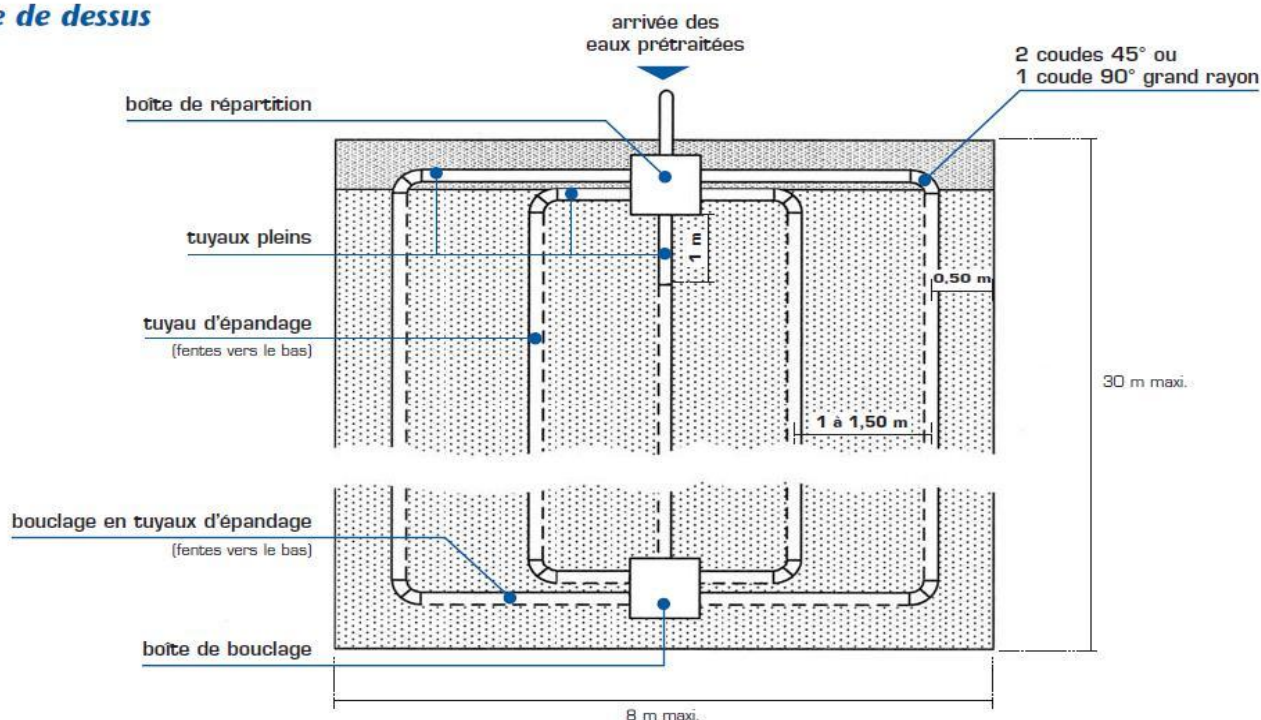 e de dessus
arrivée des
eaux prétraitées
2 coudes 45° ou
1 coude 90° grand rayon
boîte de répartition
tuyaux pleins
1 m
0,50 m
tuyau d'épandage
(fentes vers le bas)
30 m maxi.
1 à 1,50 m
bouclage en tuyaux d'épandage
(fentes vers le bas)
boîte de bouclage
8 m maxi.